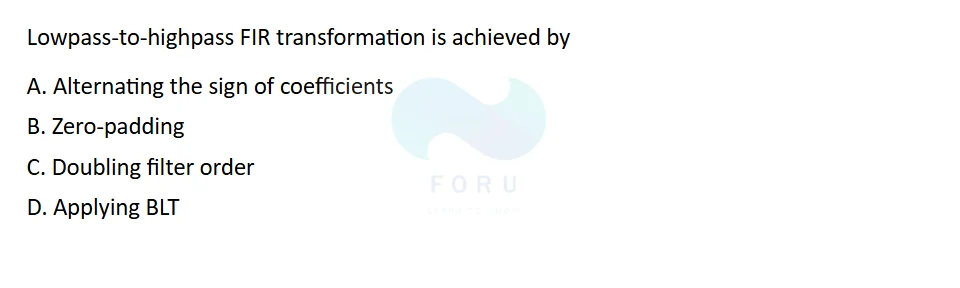 Lowpass-to-highpass FIR transformation is achieved by
A. Alternating the sign of coefficients
B. Zero-padding
C. Doubling filter order
D. Applying BLT
FORU